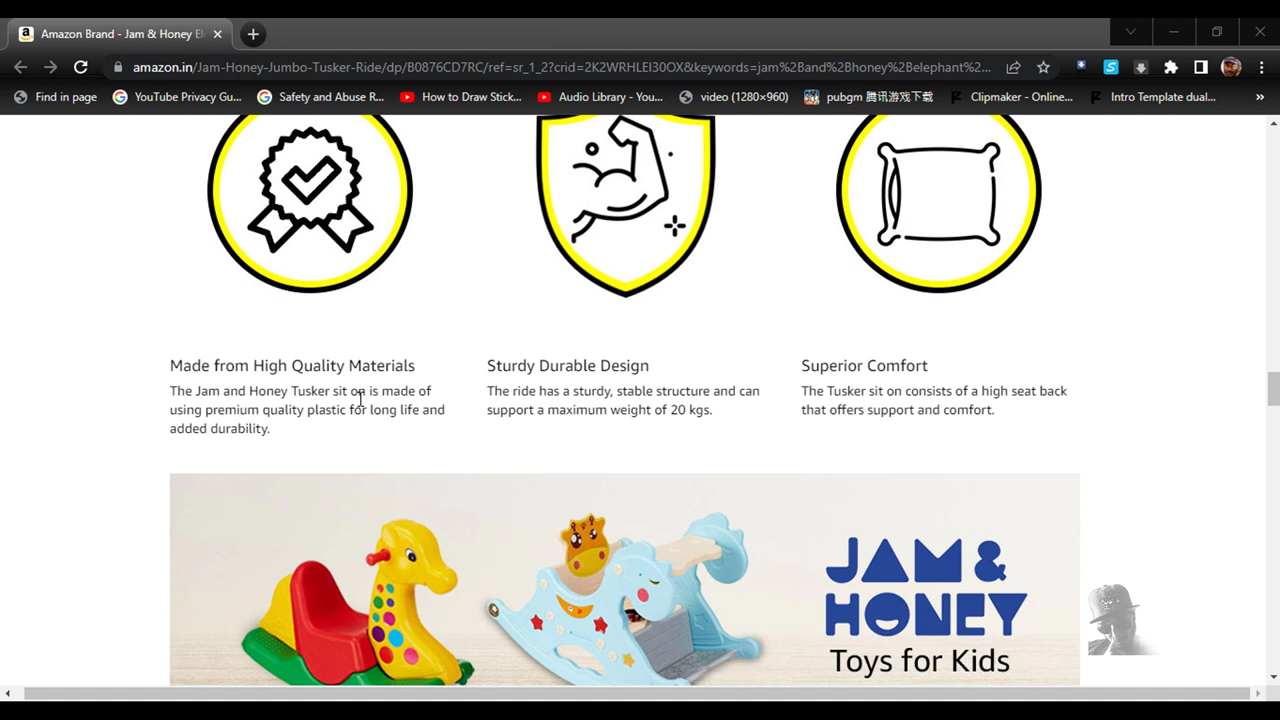 Amazon Brand - Jam & Honey El
amazon.in/Jam-Honey-Jumbo-Tusker-Ride/dp/B0876CD7RC/ref=sr_1_2?crid=2K2WRHLEI30OX&keywords=jam%2Band%2Bhoney%2Belephant%2...
Find in page
YouTube Privacy Gu...
Safety and Abuse R...
How to Draw Stick...
Audio Library - You...
video (1280×960)
pubgm 腾讯游戏下载
Clipmaker - Online...
Intro Template dual...
Made from High Quality Materials
The Jam and Honey Tusker sit on is made of
using premium quality plastic for long life and
added durability.
Sturdy Durable Design
The ride has a sturdy, stable structure and can
support a maximum weight of 20 kgs.
Superior Comfort
The Tusker sit on consists of a high seat back
that offers support and comfort.
JAM &
HONEY
Toys for Kids